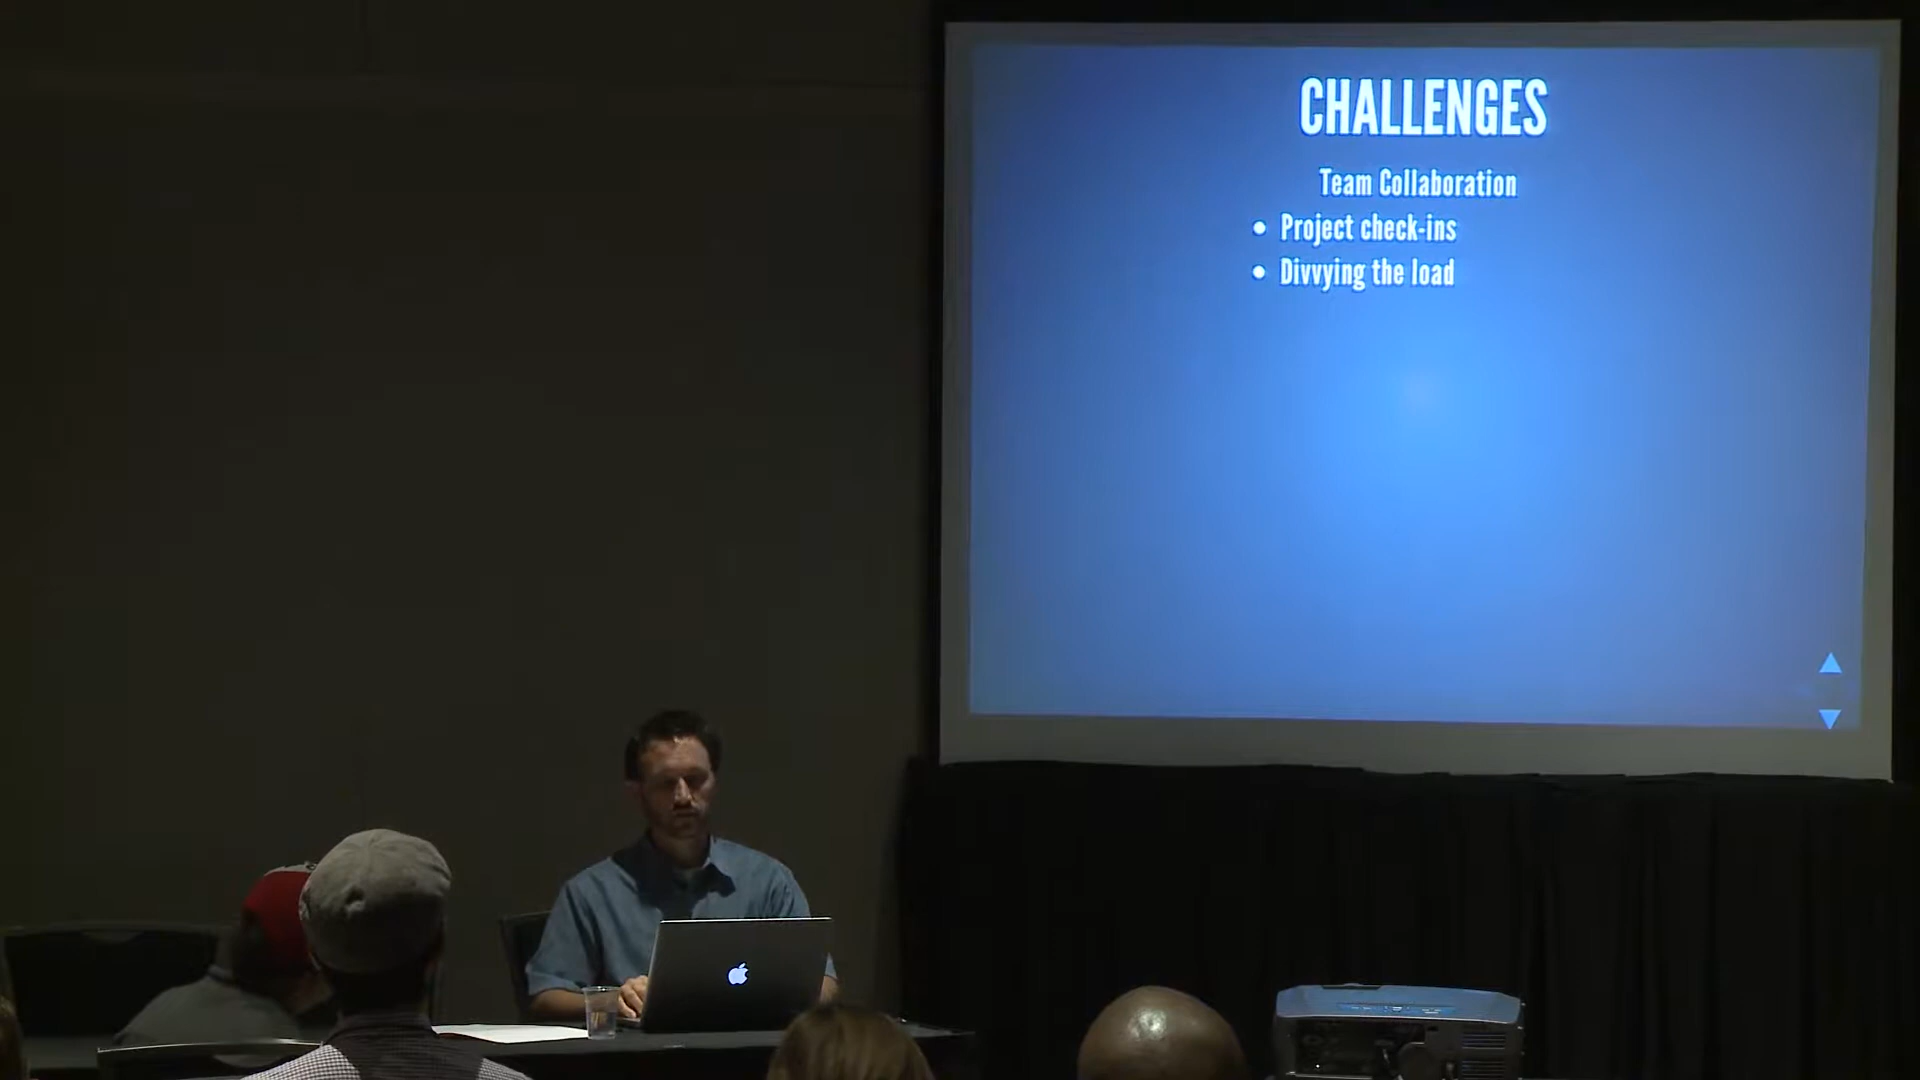 CHALLENGES
Team Collaboration
Project check-ins
Divvying the load